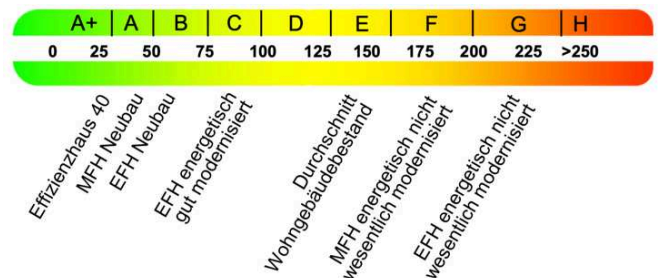 A+ A B C D E F G H
0 25 50 75 100 125 150 175 200 225 >250
Effizienzhaus 40
MFH Neubau
EFH Neubau
EFH energetisch
gut modernisiert
Durchschnitt
Wohngebäudebestand
MFH energetisch nicht
wesentlich modernisiert
EFH energetisch nicht
wesentlich modernisiert